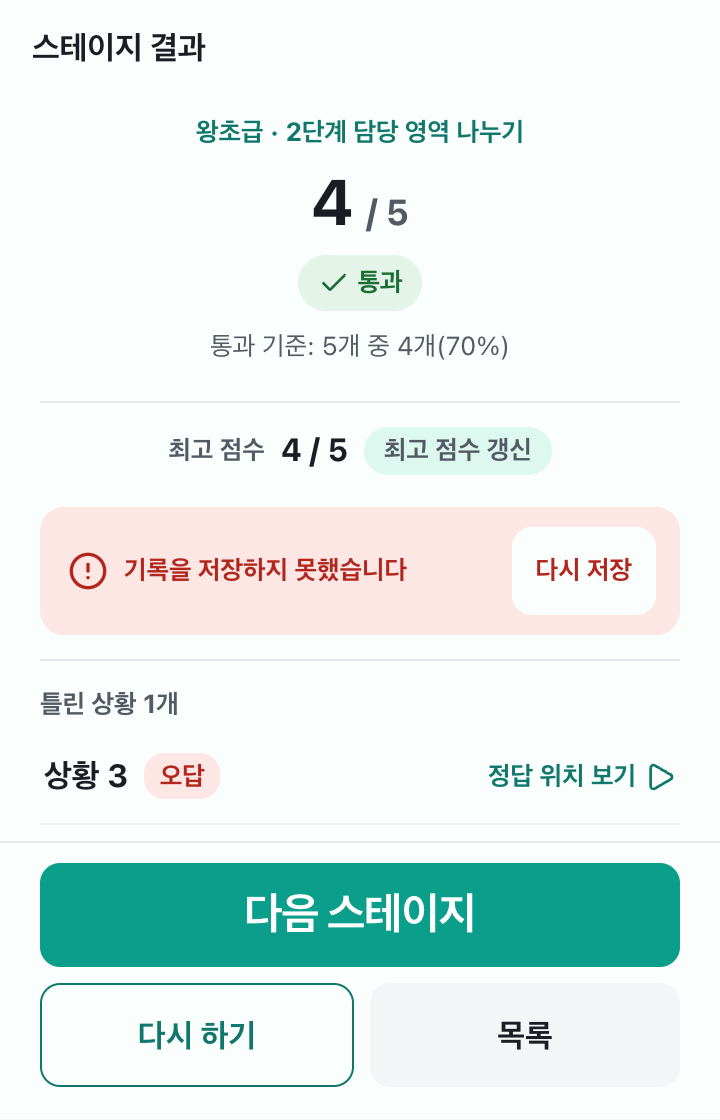 스테이지 결과
왕초급 · 2단계 담당 영역 나누기
4 / 5
통과
통과 기준: 5개 중 4개(70%)
최고 점수 4 / 5 최고 점수 갱신
기록을 저장하지 못했습니다 다시 저장
틀린 상황 1개
상황 3 오답 정답 위치 보기
다음 스테이지
다시 하기 목록